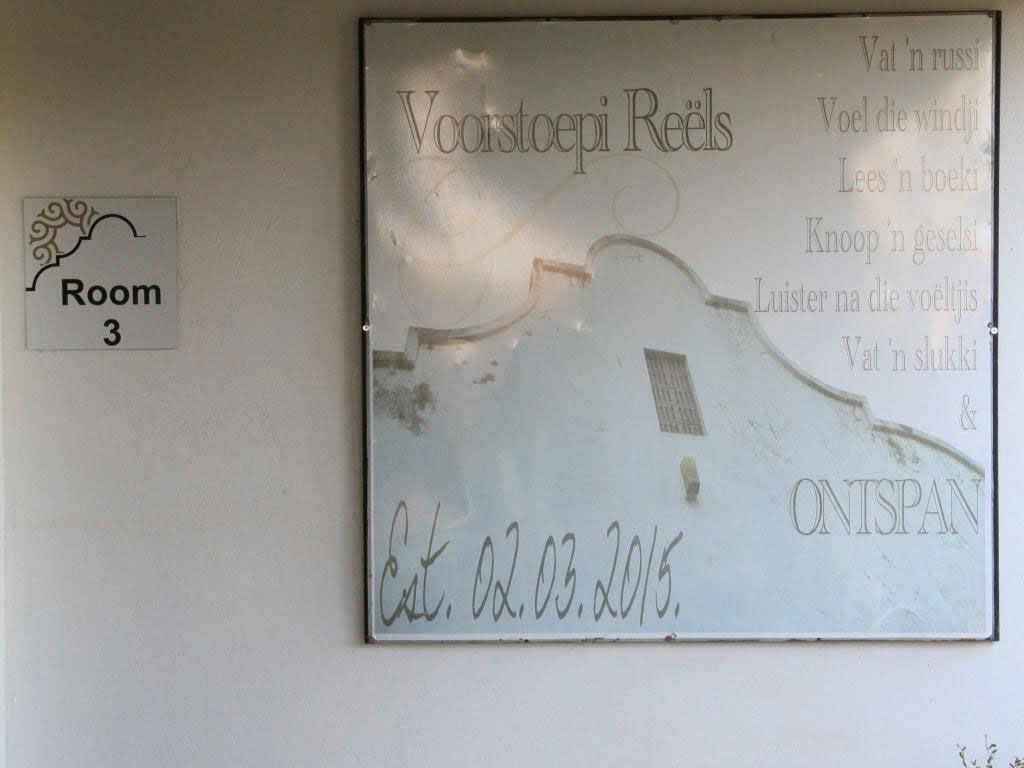 Room
3
Voorstoepi Reëls
Vat 'n russi
Voel die windji
Lees 'n boeki
Knoop 'n geselsi
Luister na die voëltjis
Vat 'n slukki
&
ONTSPAN
Est. 02.03.2015.